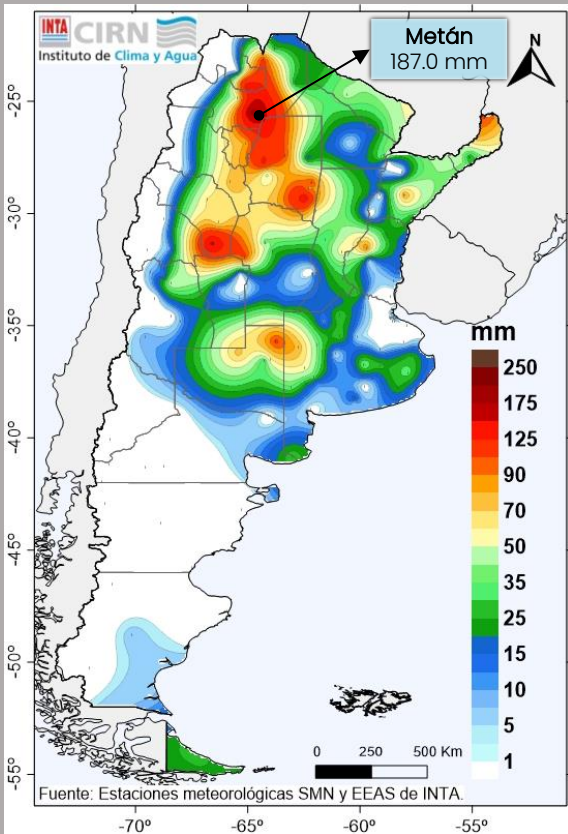 INTA CIRN
Instituto de Clima y Agua
Metán
187.0 mm
N
-25°
-30°
-35°
-40°
-45°
-50°
-55°
mm
250
175
125
90
70
50
35
25
15
10
5
1
0 250 500 Km
Fuente: Estaciones meteorológicas SMN y EEAS de INTA.
-70° -65° -60° -55°